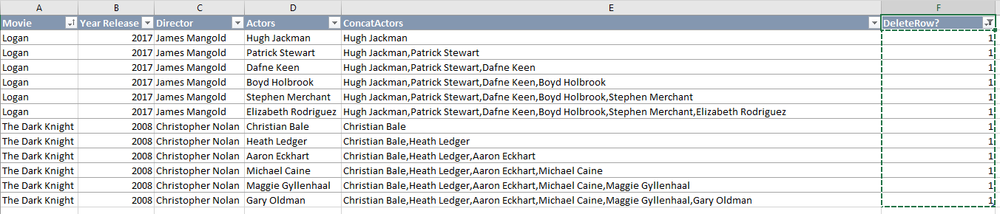 A B C D E F
Movie Year Release Director Actors ConcatActors DeleteRow?
Logan 2017 James Mangold Hugh Jackman Hugh Jackman 1
Logan 2017 James Mangold Patrick Stewart Hugh Jackman,Patrick Stewart 1
Logan 2017 James Mangold Dafne Keen Hugh Jackman,Patrick Stewart,Dafne Keen 1
Logan 2017 James Mangold Boyd Holbrook Hugh Jackman,Patrick Stewart,Dafne Keen,Boyd Holbrook 1
Logan 2017 James Mangold Stephen Merchant Hugh Jackman,Patrick Stewart,Dafne Keen,Boyd Holbrook,Stephen Merchant 1
Logan 2017 James Mangold Elizabeth Rodriguez Hugh Jackman,Patrick Stewart,Dafne Keen,Boyd Holbrook,Stephen Merchant,Elizabeth Rodriguez 1
The Dark Knight 2008 Christopher Nolan Christian Bale Christian Bale 1
The Dark Knight 2008 Christopher Nolan Heath Ledger Christian Bale,Heath Ledger 1
The Dark Knight 2008 Christopher Nolan Aaron Eckhart Christian Bale,Heath Ledger,Aaron Eckhart 1
The Dark Knight 2008 Christopher Nolan Michael Caine Christian Bale,Heath Ledger,Aaron Eckhart,Michael Caine 1
The Dark Knight 2008 Christopher Nolan Maggie Gyllenhaal Christian Bale,Heath Ledger,Aaron Eckhart,Michael Caine,Maggie Gyllenhaal 1
The Dark Knight 2008 Christopher Nolan Gary Oldman Christian Bale,Heath Ledger,Aaron Eckhart,Michael Caine,Maggie Gyllenhaal,Gary Oldman 1